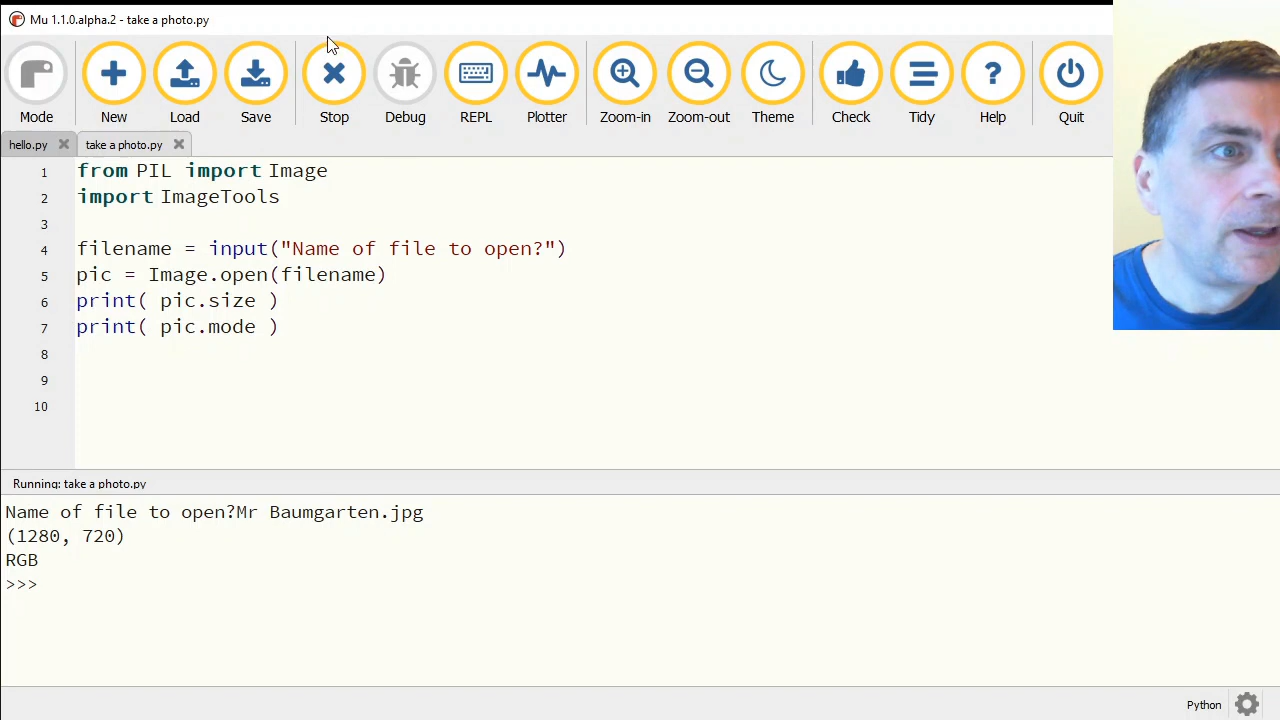 Mu 1.1.0.alpha.2 - take a photo.py
Mode New Load Save Stop Debug REPL Plotter Zoom-in Zoom-out Theme Check Tidy Help Quit
hello.py take a photo.py
1 from PIL import Image
2 import ImageTools
3
4 filename = input("Name of file to open?")
5 pic = Image.open(filename)
6 print( pic.size )
7 print( pic.mode )
8
9
10
Running: take a photo.py
Name of file to open?Mr Baumgarten.jpg
(1280, 720)
RGB
>>>
Python